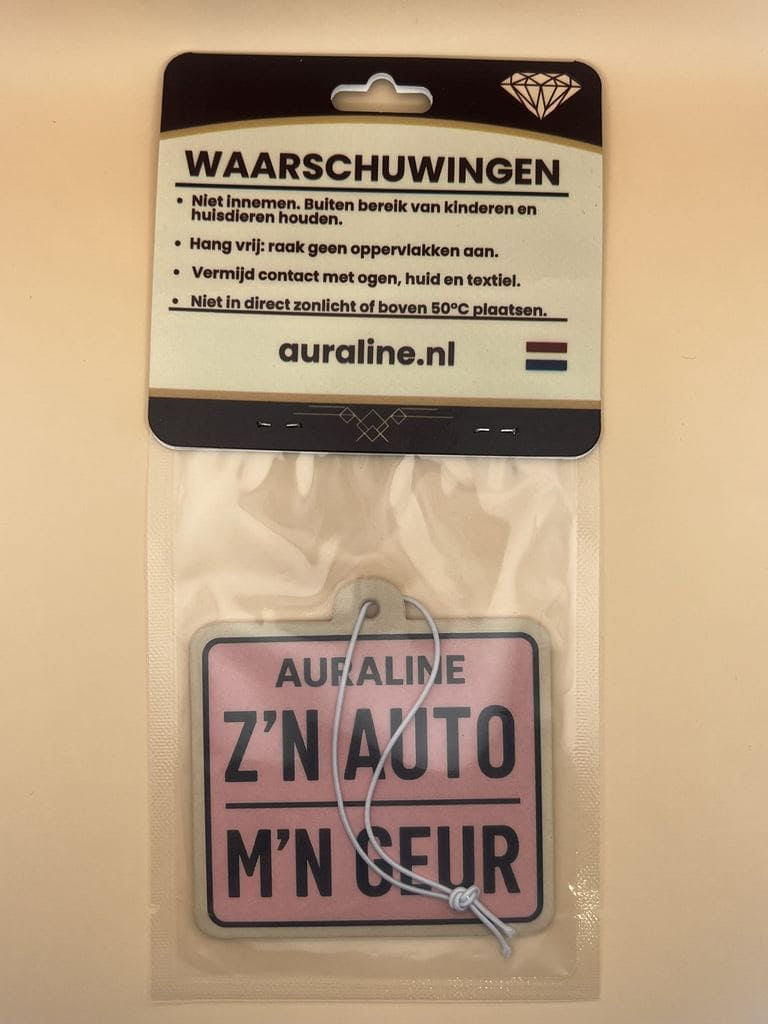 WAARSCHUWINGEN
• Niet innemen. Buiten bereik van kinderen en
huisdieren houden.
• Hang vrij: raak geen oppervlakken aan.
• Vermijd contact met ogen, huid en textiel.
• Niet in direct zonlicht of boven 50°C plaatsen.
auraline.nl
AURALINE
Z'N AUTO
M'N GEUR